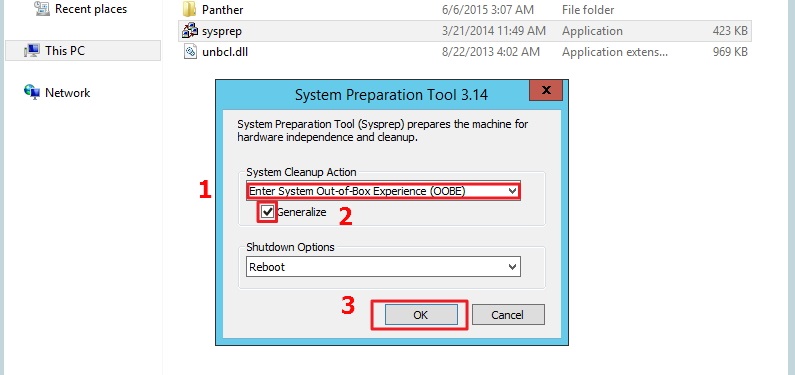 Recent places
Panther 6/6/2015 3:07 AM File folder
sysprep 3/21/2014 11:49 AM Application 423 KB
This PC
unbcl.dll 8/22/2013 4:02 AM Application extens... 969 KB
Network
System Preparation Tool 3.14
x
System Preparation Tool (Sysprep) prepares the machine for
hardware independence and cleanup.
System Cleanup Action
1 Enter System Out-of-Box Experience (OOBE)
Generalize 2
Shutdown Options
Reboot
3 OK Cancel